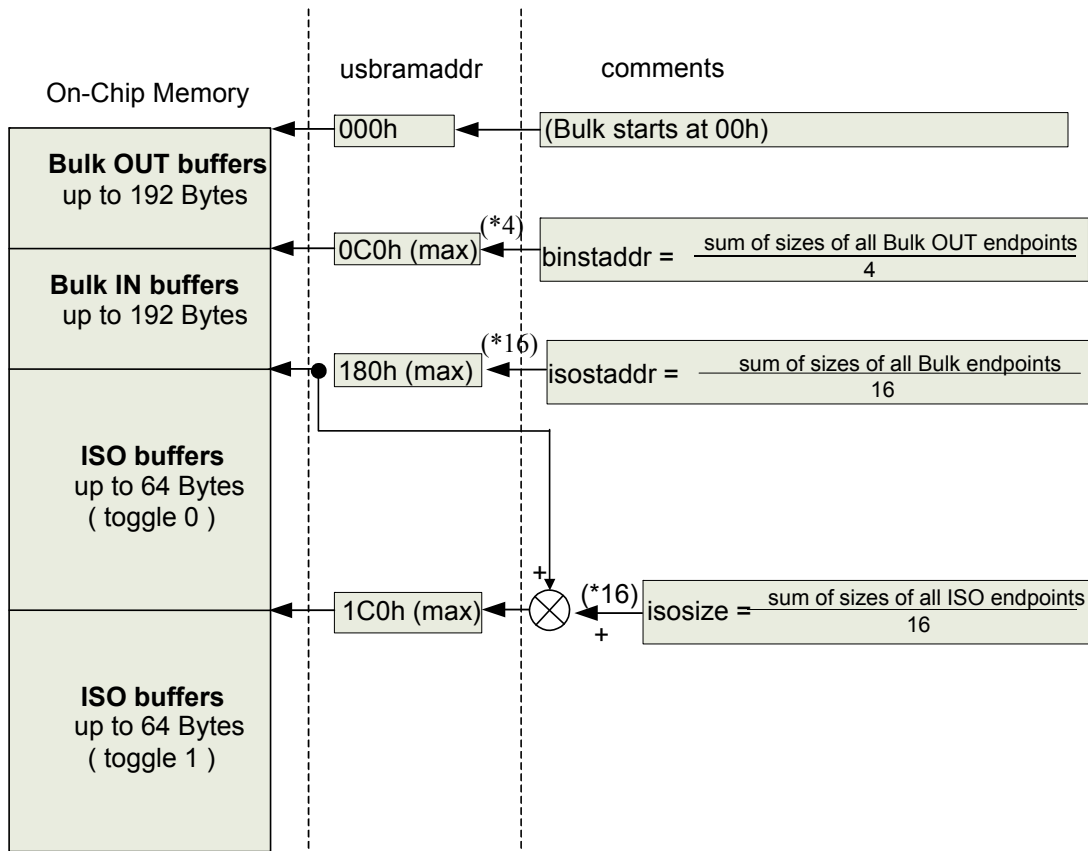 usbramaddr
comments
On-Chip Memory
000h
(Bulk starts at 00h)
Bulk OUT buffers
up to 192 Bytes
0C0h (max)
(*4)
binstaddr =
sum of sizes of all Bulk OUT endpoints
4
Bulk IN buffers
up to 192 Bytes
180h (max)
(*16)
isostaddr =
sum of sizes of all Bulk endpoints
16
ISO buffers
up to 64 Bytes
( toggle 0 )
+
1C0h (max)
(*16)
+
isosize =
sum of sizes of all ISO endpoints
16
ISO buffers
up to 64 Bytes
( toggle 1 )